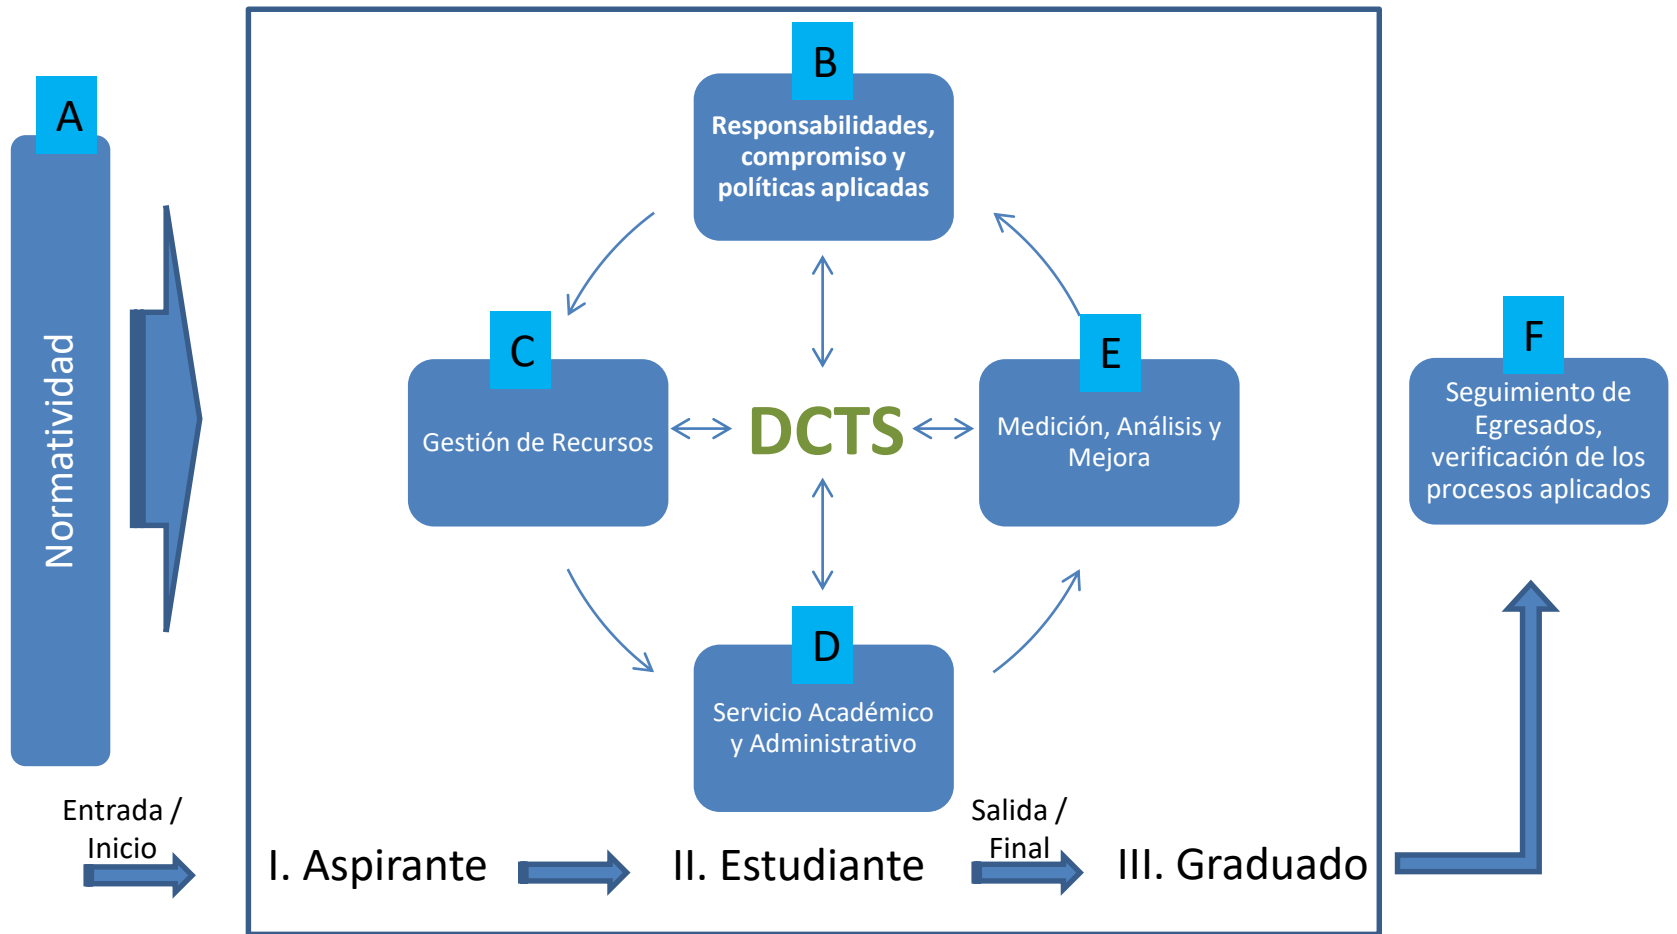 A
Normatividad
B
Responsabilidades,
compromiso y
políticas aplicadas
C
Gestión de Recursos
DCTS
E
Medición, Análisis y
Mejora
D
Servicio Académico
y Administrativo
F
Seguimiento de
Egresados,
verificación de los
procesos aplicados
Entrada /
Inicio
I. Aspirante
II. Estudiante
Salida /
Final
III. Graduado